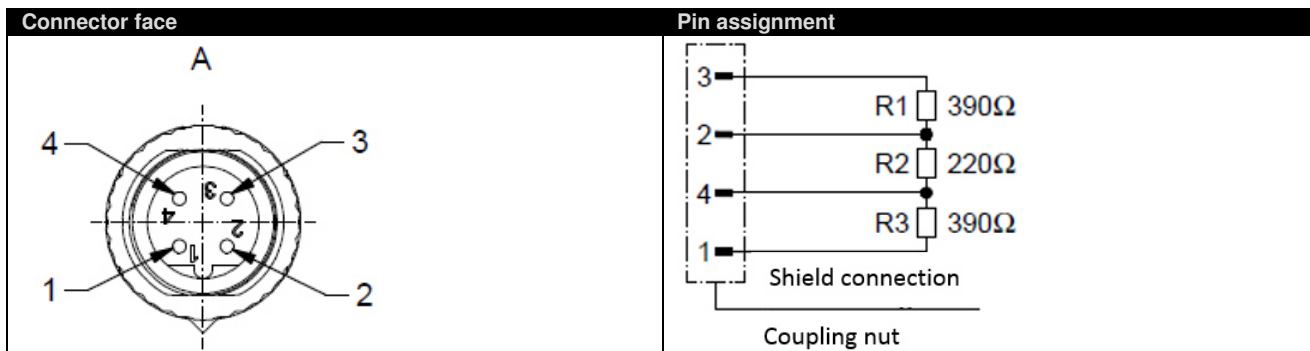 Connector face
Pin assignment
A
4
3
3
4
2
1
1
2
3
R1 390Ω
2
R2 220Ω
4
R3 390Ω
1
Shield connection
Coupling nut